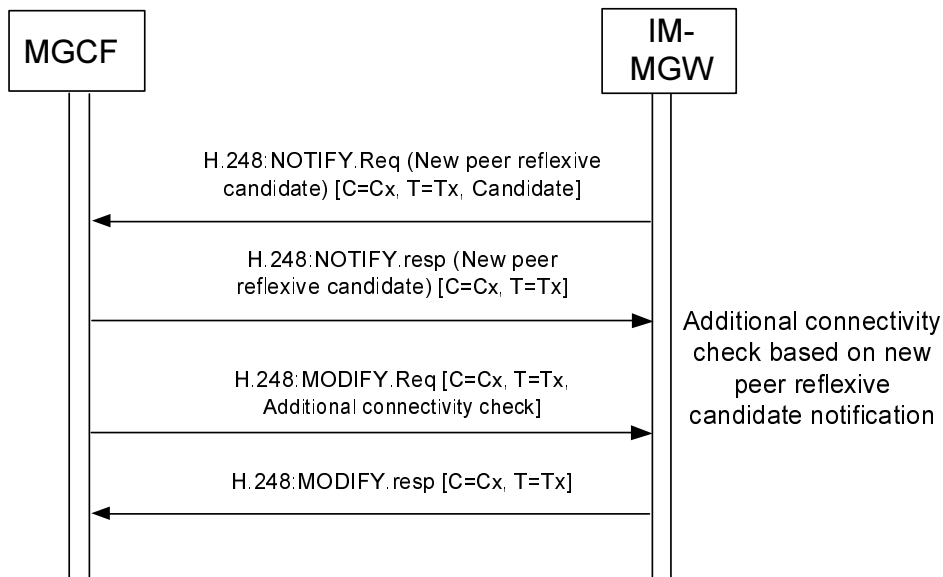 MGCF
IM-
MGW
H.248:NOTIFY.Req (New peer reflexive
candidate) [C=Cx, T=Tx, Candidate]
H.248:NOTIFY.resp (New peer
reflexive candidate) [C=Cx, T=Tx]
H.248:MODIFY.Req [C=Cx, T=Tx,
Additional connectivity check]
H.248:MODIFY.resp [C=Cx, T=Tx]
Additional connectivity
check based on new
peer reflexive
candidate notification